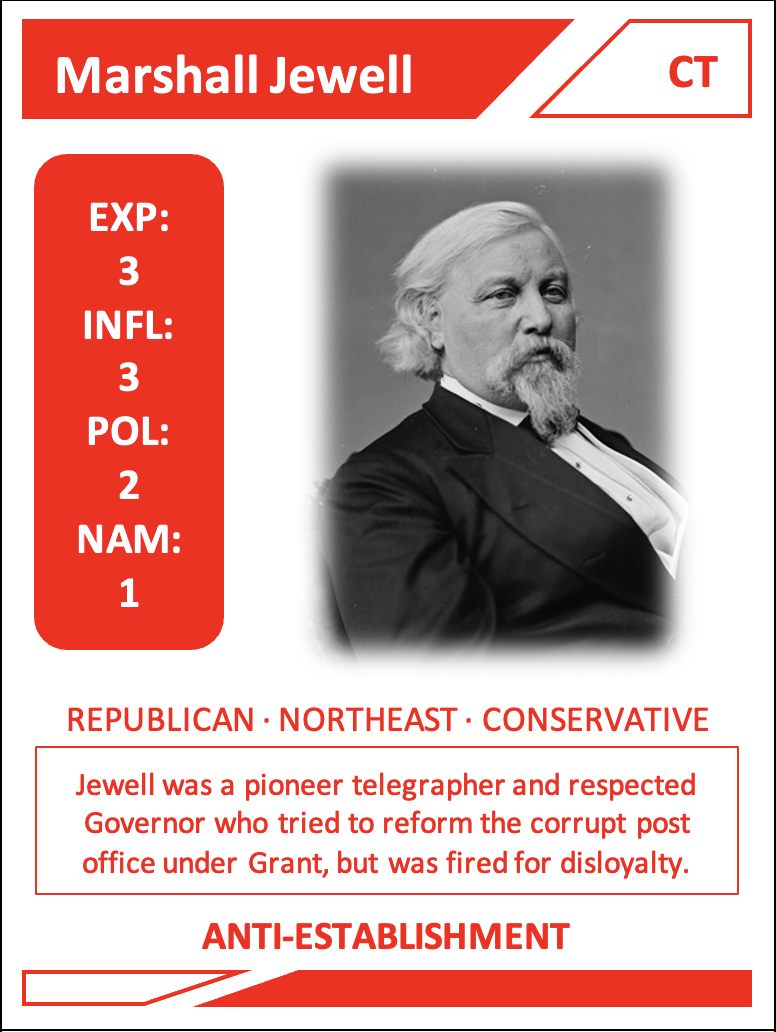 Marshall Jewell
CT
EXP:
3
INFL:
3
POL:
2
NAM:
1
REPUBLICAN · NORTHEAST · CONSERVATIVE
Jewell was a pioneer telegrapher and respected
Governor who tried to reform the corrupt post
office under Grant, but was fired for disloyalty.
ANTI-ESTABLISHMENT